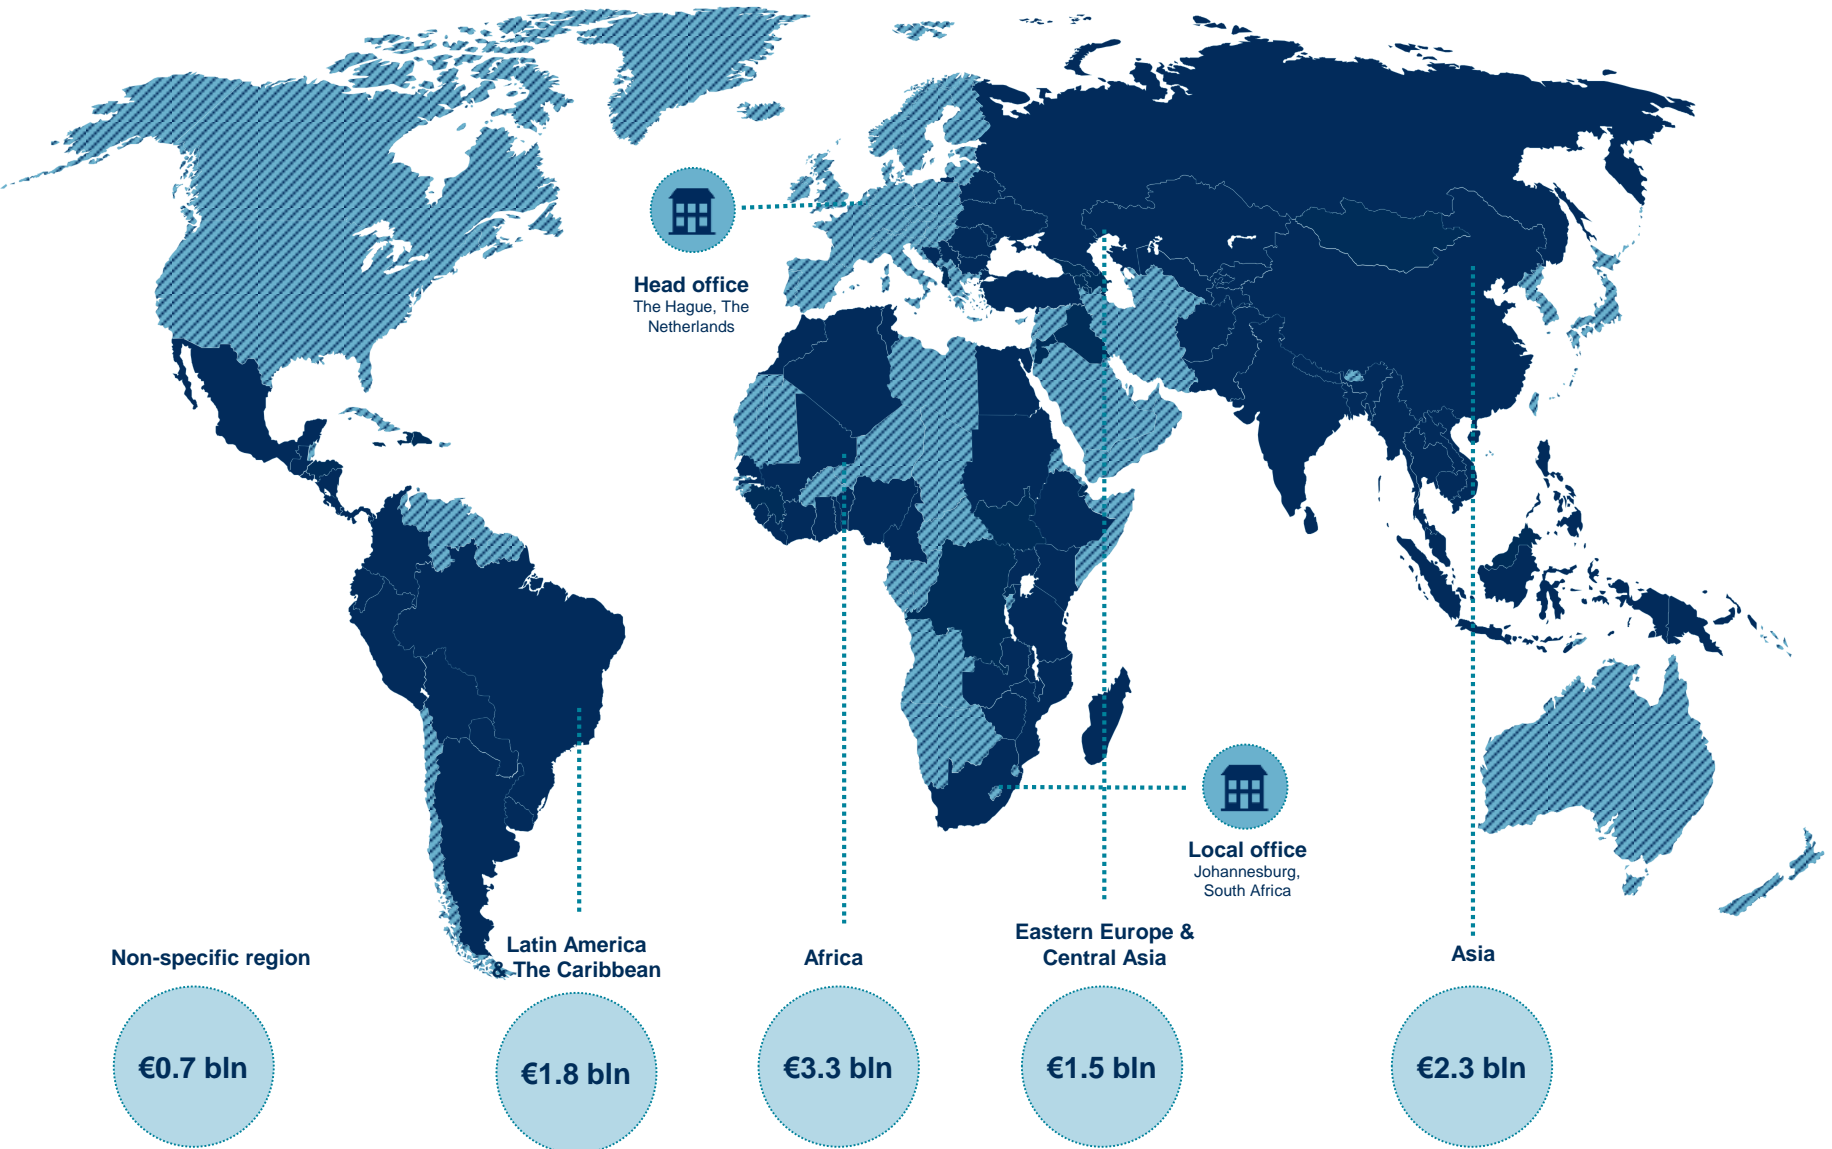 Head office
The Hague, The
Netherlands
Local office
Johannesburg,
South Africa
Non-specific region
Latin America
& The Caribbean
Africa
Eastern Europe &
Central Asia
Asia
€0.7 bln
€1.8 bln
€3.3 bln
€1.5 bln
€2.3 bln